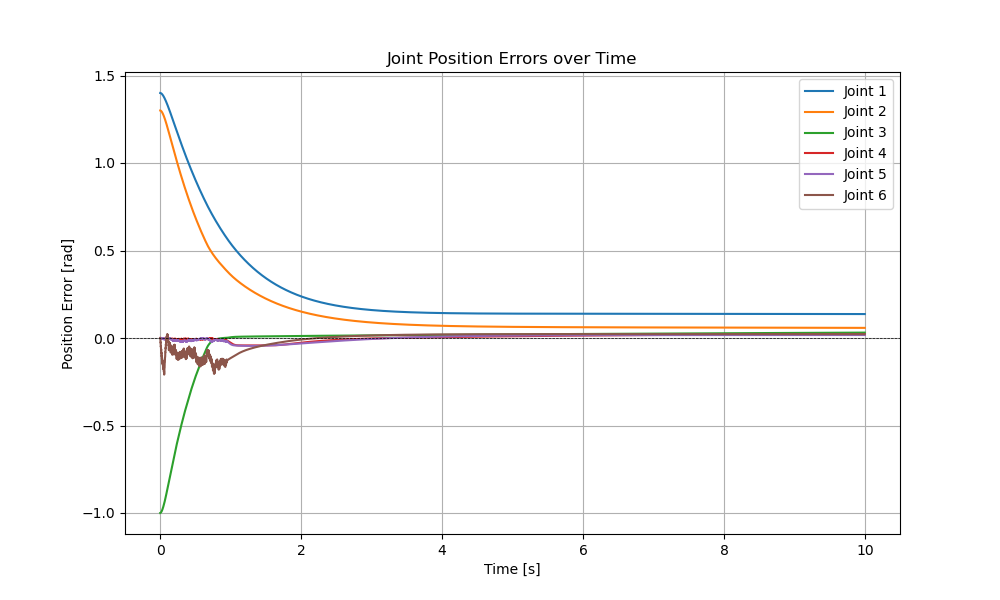 Joint Position Errors over Time
Position Error [rad]
1.5
1.0
0.5
0.0
−0.5
−1.0
0 2 4 6 8 10
Time [s]
Joint 1
Joint 2
Joint 3
Joint 4
Joint 5
Joint 6